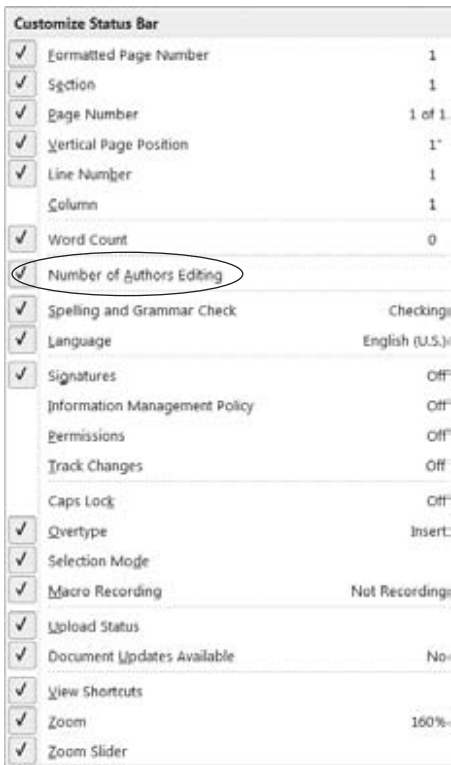 Customize Status Bar
Formatted Page Number 1
Section 1
Page Number 1 of 1
Vertical Page Position 1"
Line Number 1
Column 1
Word Count 0
Number of Authors Editing
Spelling and Grammar Check Checking
Language English (U.S.)
Signatures Off
Information Management Policy Off
Permissions Off
Track Changes Off
Caps Lock Off
Overtype Insert
Selection Mode
Macro Recording Not Recording
Upload Status
Document Updates Available No
View Shortcuts
Zoom 160%
Zoom Slider